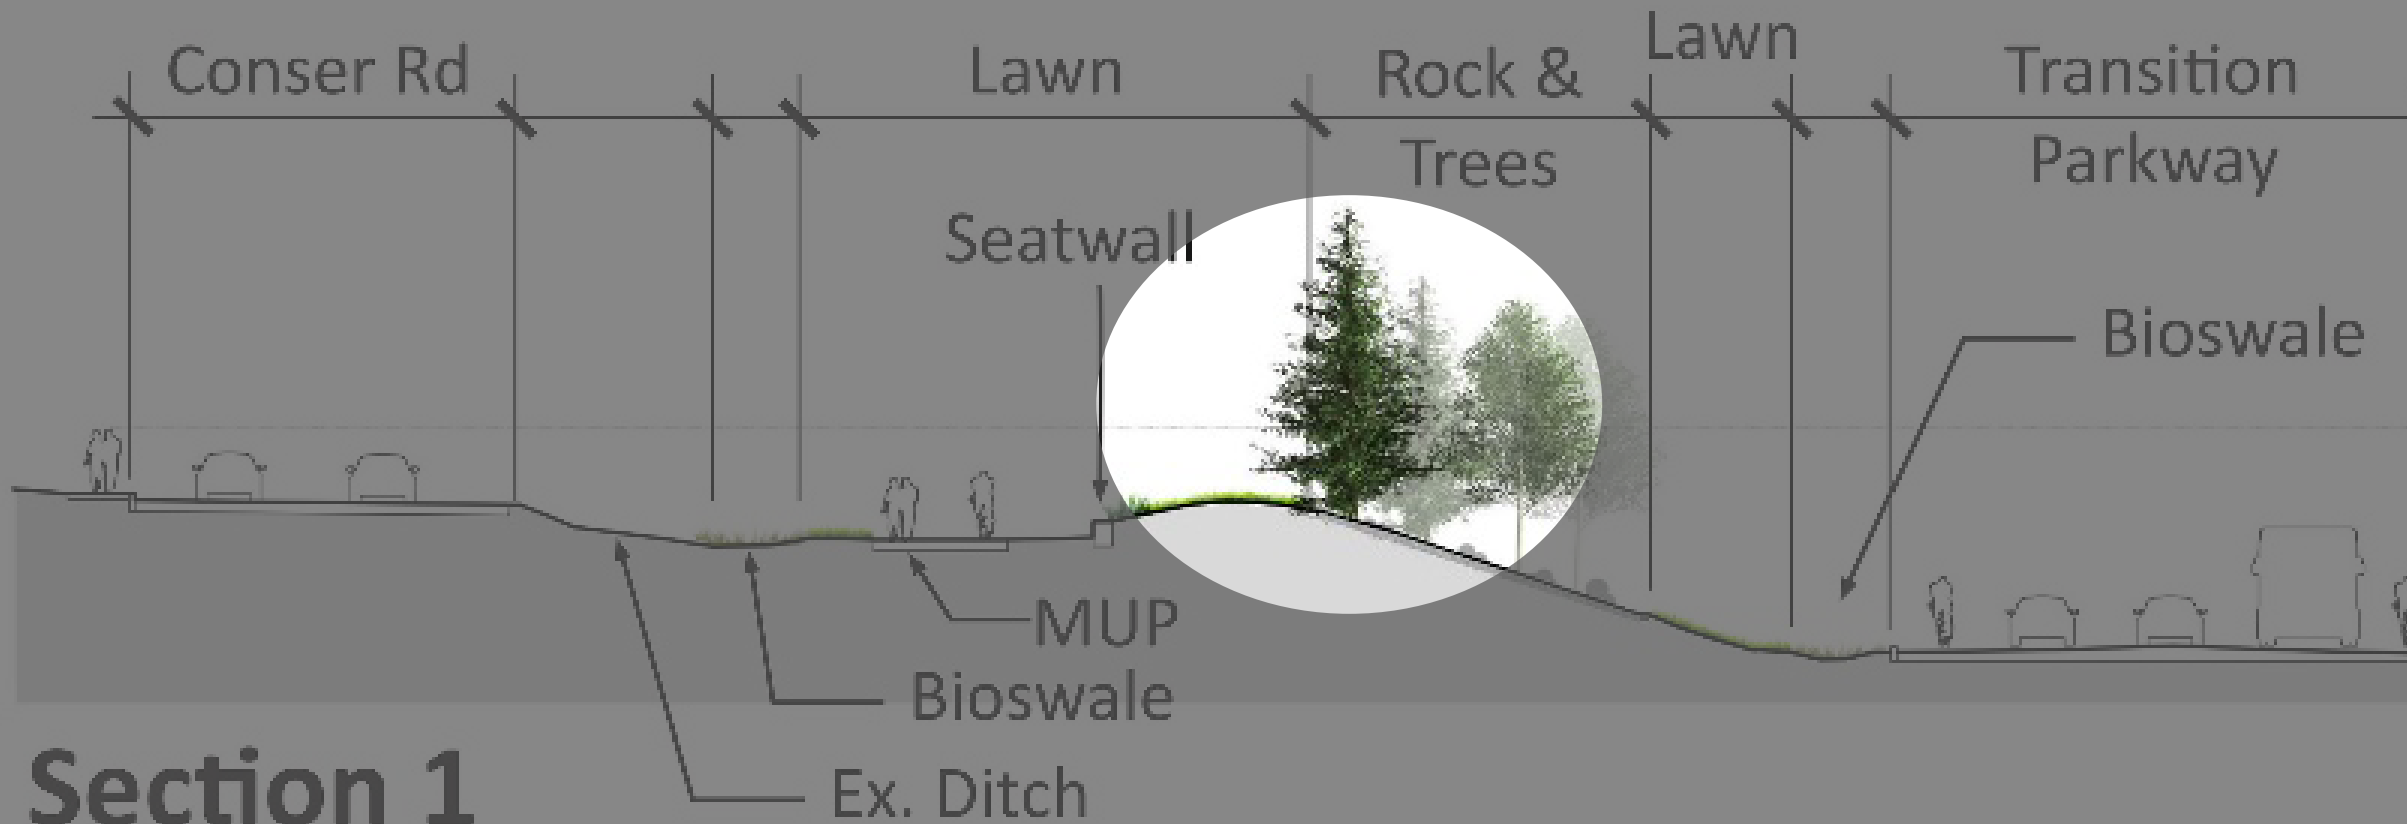 Conser Rd
Lawn
Rock &
Trees
Lawn
Transition
Parkway
Seatwall
Bioswale
MUP
Bioswale
Ex. Ditch
Section 1